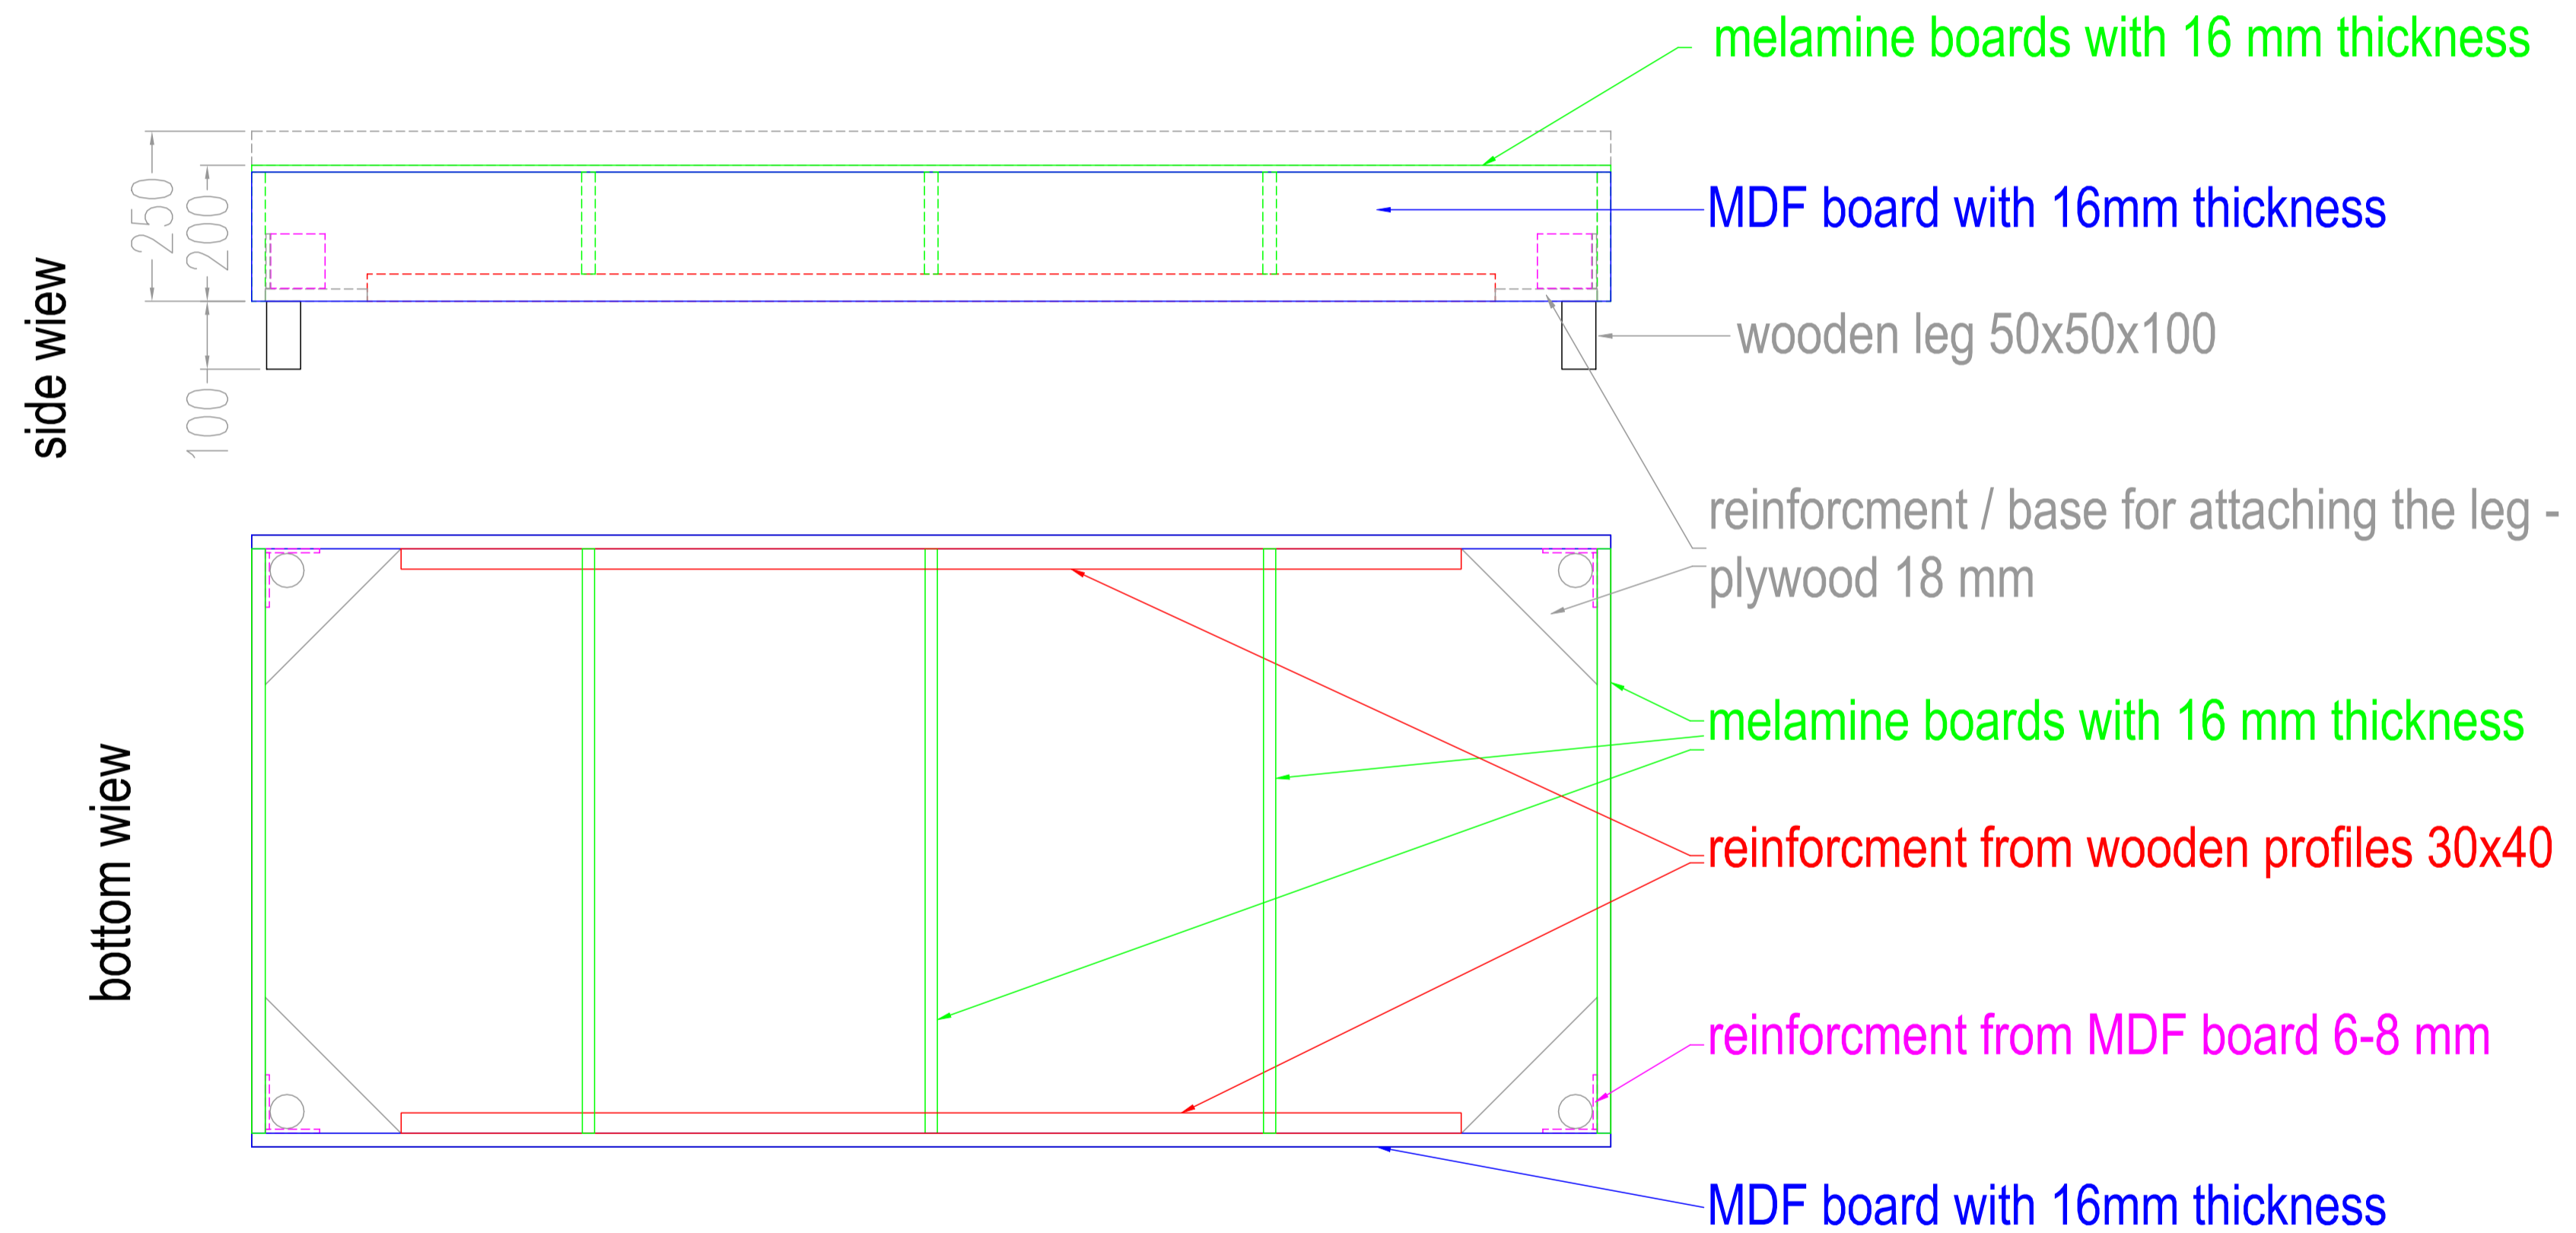 melamine boards with 16 mm thickness
MDF board with 16mm thickness
250
200
side wiew
wooden leg 50x50x100
100
reinforcment / base for attaching the leg -
plywood 18 mm
melamine boards with 16 mm thickness
bottom wiew
reinforcment from wooden profiles 30x40
reinforcment from MDF board 6-8 mm
MDF board with 16mm thickness